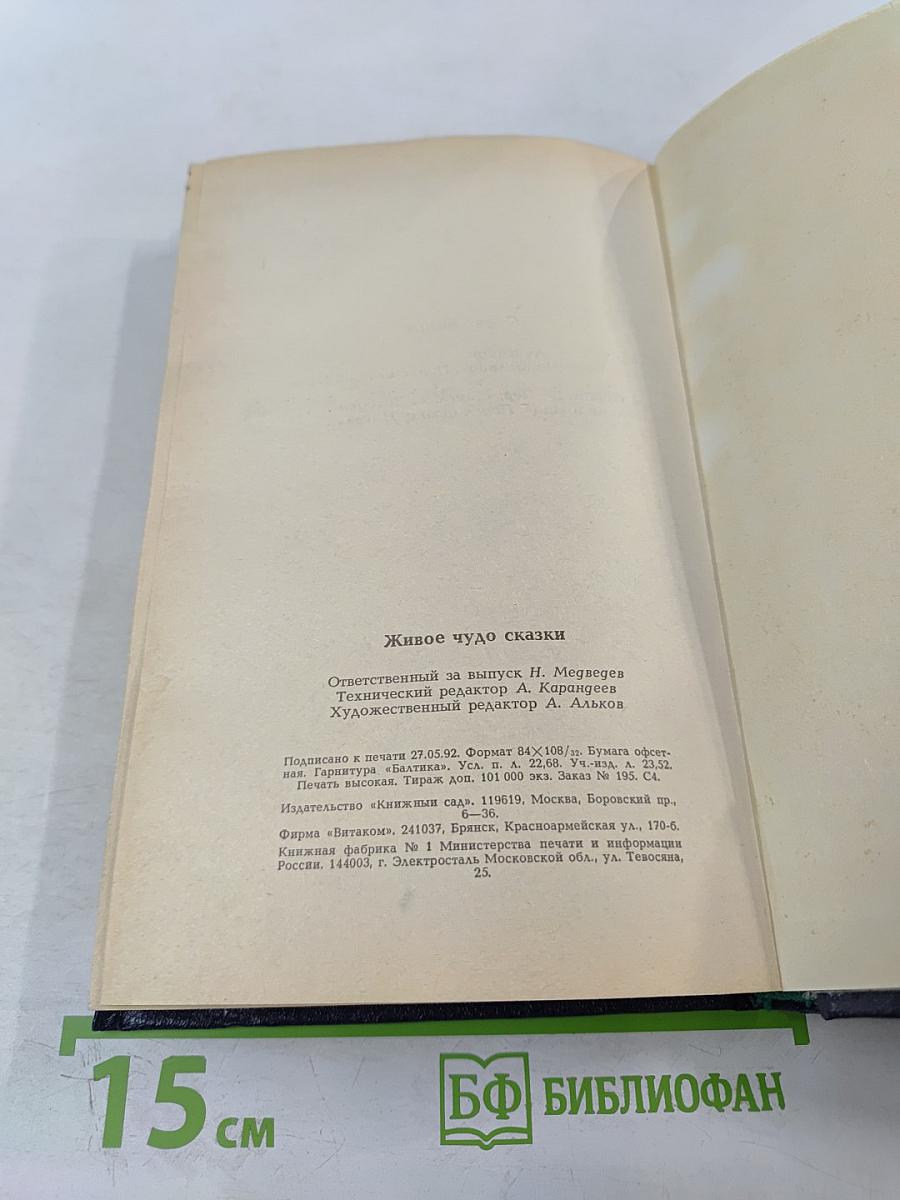 Живое чудо сказки
Ответственный за выпуск Н. Медведев
Технический редактор А. Карандеев
Художественный редактор А. Альков
Подписано к печати 27.05.92. Формат 84×108/32. Бумага офсет-
ная. Гарнитура «Балтика». Усл. п. л. 22,68. Уч.-изд. л. 23,52.
Печать высокая. Тираж доп. 101 000 экз. Заказ № 195. С4.
Издательство «Книжный сад». 119619, Москва, Боровский пр.,
6—36.
Фирма «Витаком». 241037, Брянск, Красноармейская ул., 170-б.
Книжная фабрика № 1 Министерства печати и информации
России. 144003, г. Электросталь Московской обл., ул. Тевосяна,
25.
15 см
БФ БИБЛИОФАН